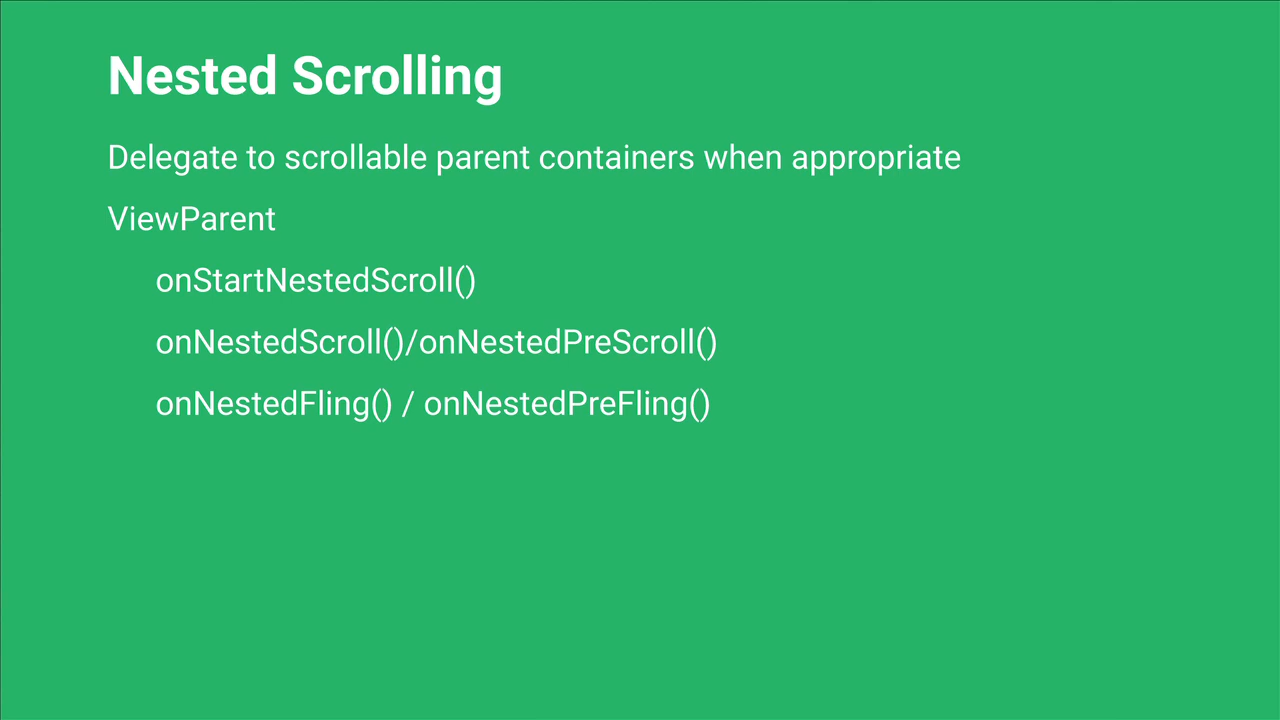 Nested Scrolling
Delegate to scrollable parent containers when appropriate
ViewParent
onStartNestedScroll()
onNestedScroll()/onNestedPreScroll()
onNestedFling() / onNestedPreFling()